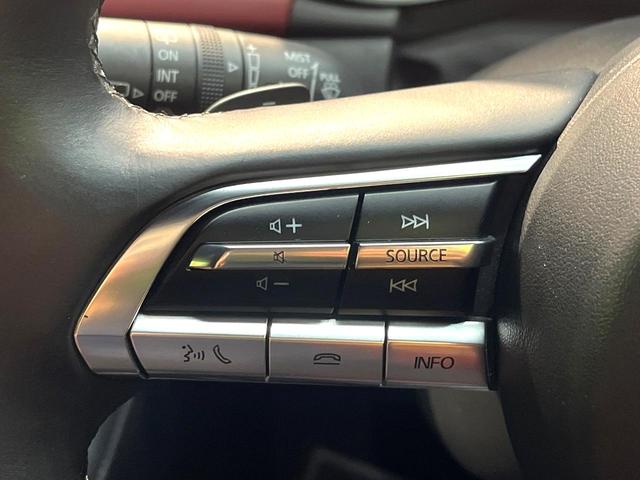 ON
INT
OFF
MIST
OFF
PULL
+
SOURCE
−
INFO